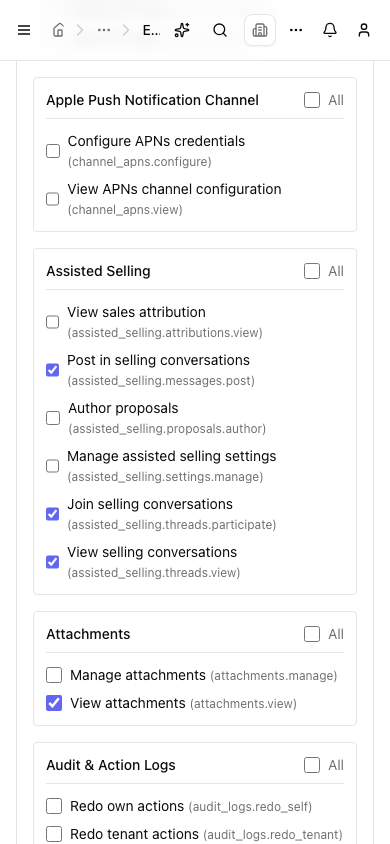 E...
Apple Push Notification Channel
All
Configure APNs credentials
(channel_apns.configure)
View APNs channel configuration
(channel_apns.view)
Assisted Selling
All
View sales attribution
(assisted_selling.attributions.view)
Post in selling conversations
(assisted_selling.messages.post)
Author proposals
(assisted_selling.proposals.author)
Manage assisted selling settings
(assisted_selling.settings.manage)
Join selling conversations
(assisted_selling.threads.participate)
View selling conversations
(assisted_selling.threads.view)
Attachments
All
Manage attachments (attachments.manage)
View attachments (attachments.view)
Audit & Action Logs
All
Redo own actions (audit_logs.redo_self)
Redo tenant actions (audit_logs.redo_tenant)